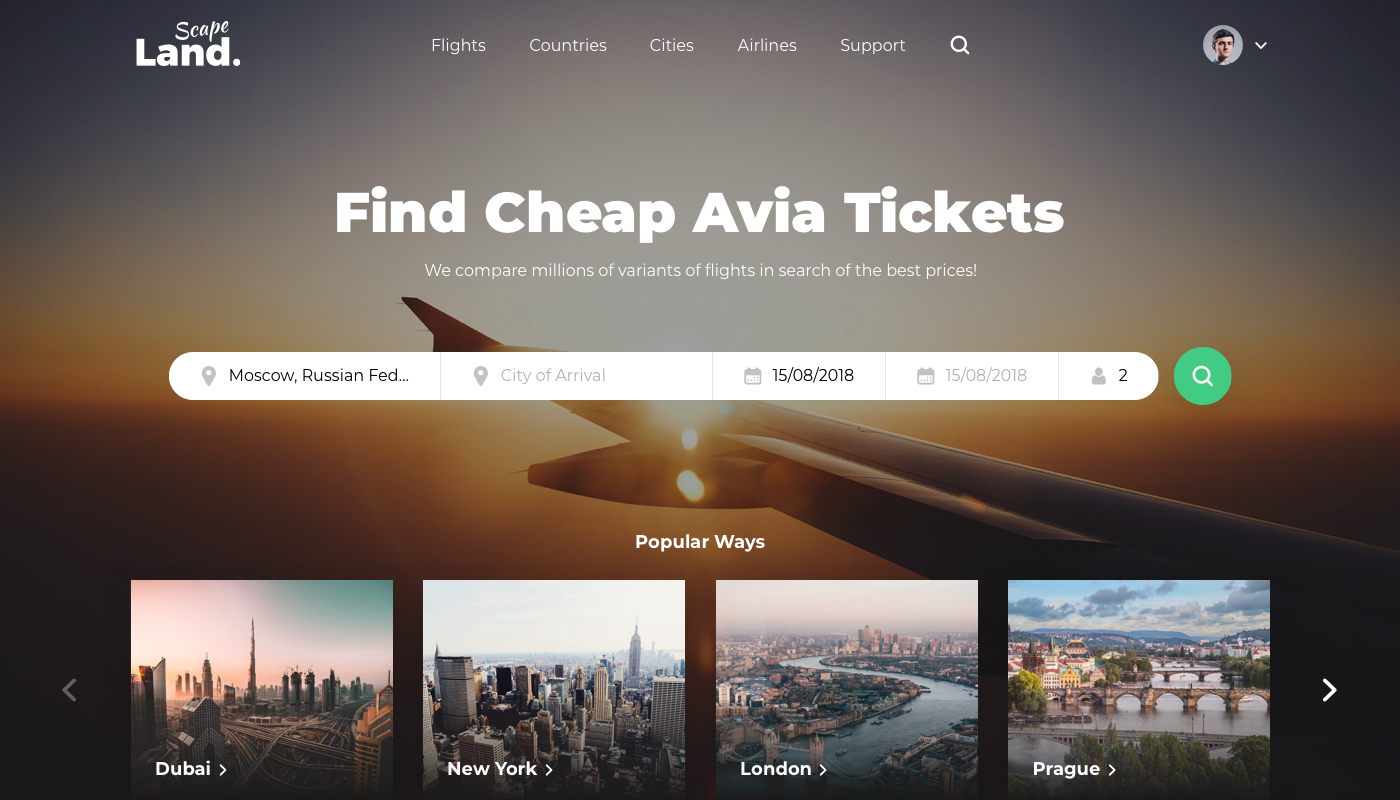 Scape
Land.
Flights Countries Cities Airlines Support
Find Cheap Avia Tickets
We compare millions of variants of flights in search of the best prices!
Moscow, Russian Fed... City of Arrival 15/08/2018 15/08/2018 2
Popular Ways
Dubai New York London Prague